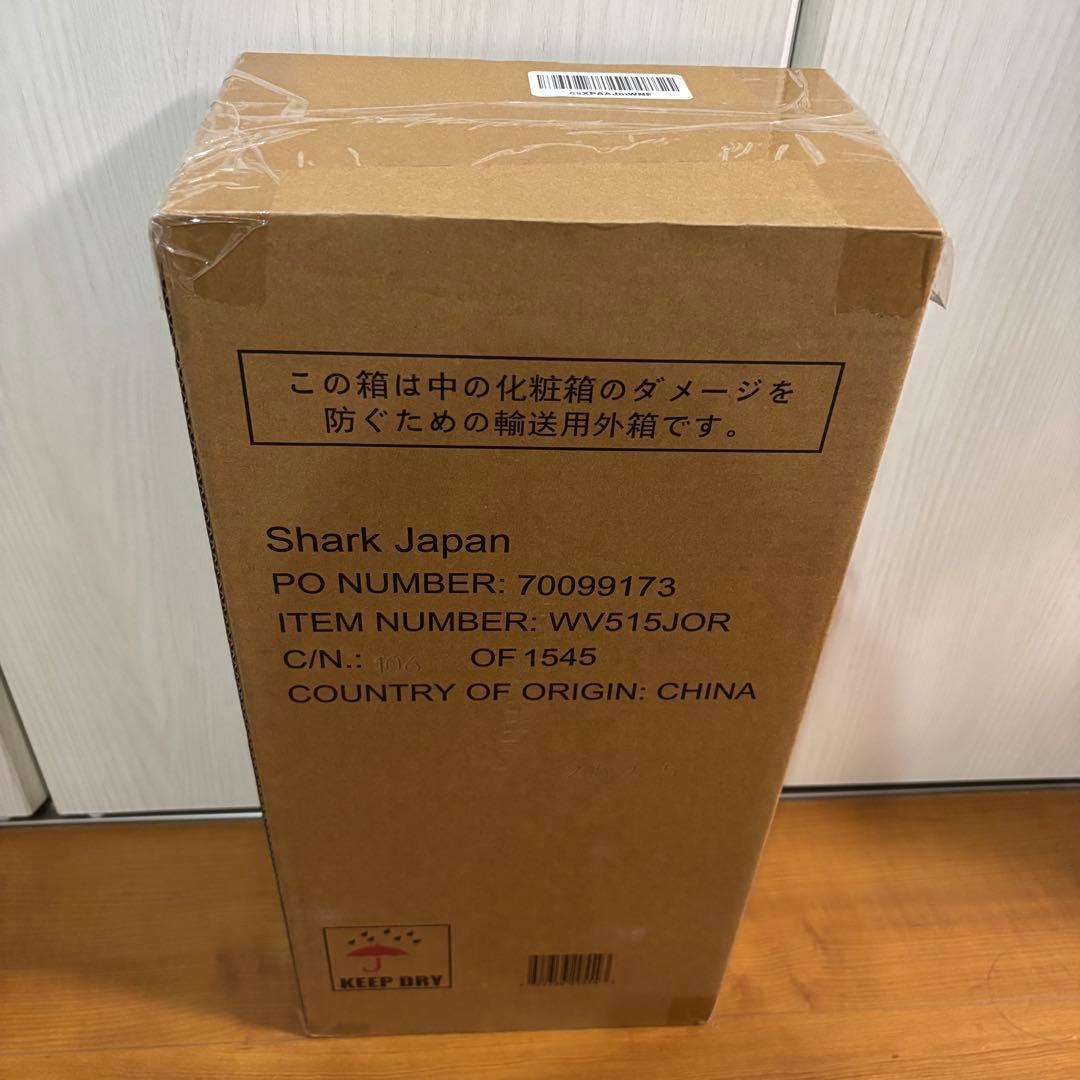 csXPAAJmWNF
この箱は中の化粧箱のダメージを
防ぐための輸送用外箱です。
Shark Japan
PO NUMBER: 70099173
ITEM NUMBER: WV515JOR
C/N.: 106 OF 1545
COUNTRY OF ORIGIN: CHINA
KEEP DRY